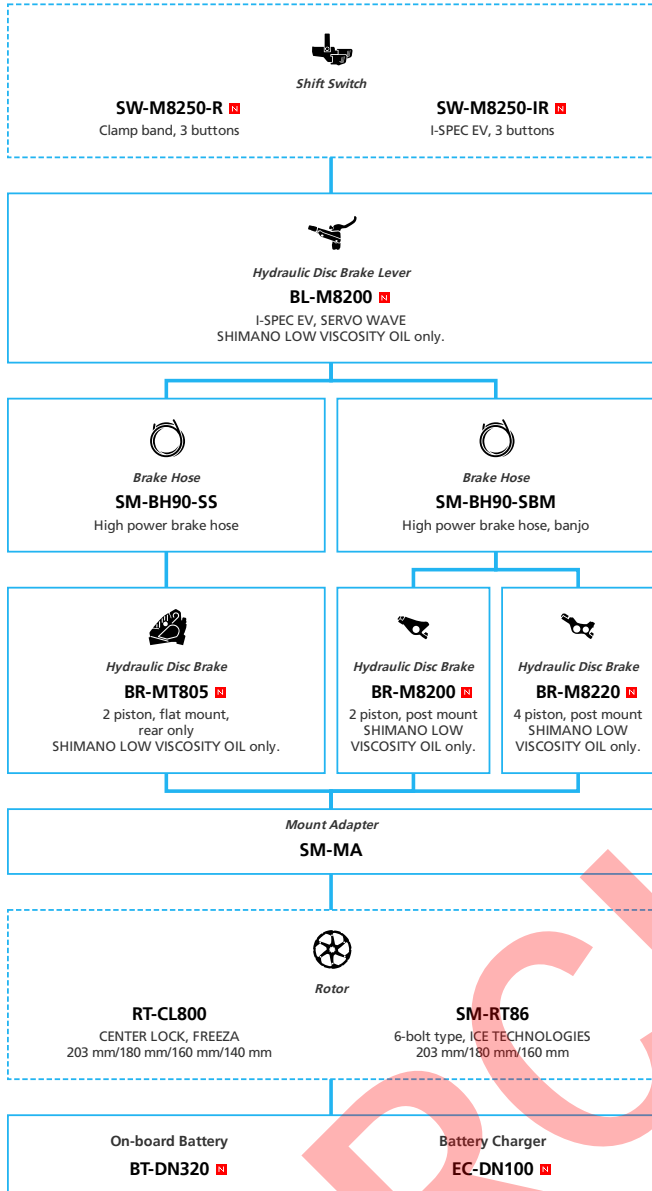 Shift Switch
SW-M8250-R N
SW-M8250-IR N
Clamp band, 3 buttons
I-SPEC EV, 3 buttons
Hydraulic Disc Brake Lever
BL-M8200 N
I-SPEC EV, SERVO WAVE
SHIMANO LOW VISCOSITY OIL only.
Brake Hose
SM-BH90-SS
High power brake hose
Brake Hose
SM-BH90-SBM
High power brake hose, banjo
Hydraulic Disc Brake
BR-MT805 N
2 piston, flat mount,
rear only
SHIMANO LOW VISCOSITY OIL only.
Hydraulic Disc Brake
BR-M8200 N
2 piston, post mount
SHIMANO LOW
VISCOSITY OIL only.
Hydraulic Disc Brake
BR-M8220 N
4 piston, post mount
SHIMANO LOW
VISCOSITY OIL only.
Mount Adapter
SM-MA
Rotor
RT-CL800
CENTER LOCK, FREEZA
203 mm/180 mm/160 mm/140 mm
SM-RT86
6-bolt type, ICE TECHNOLOGIES
203 mm/180 mm/160 mm
On-board Battery
BT-DN320 N
Battery Charger
EC-DN100 N